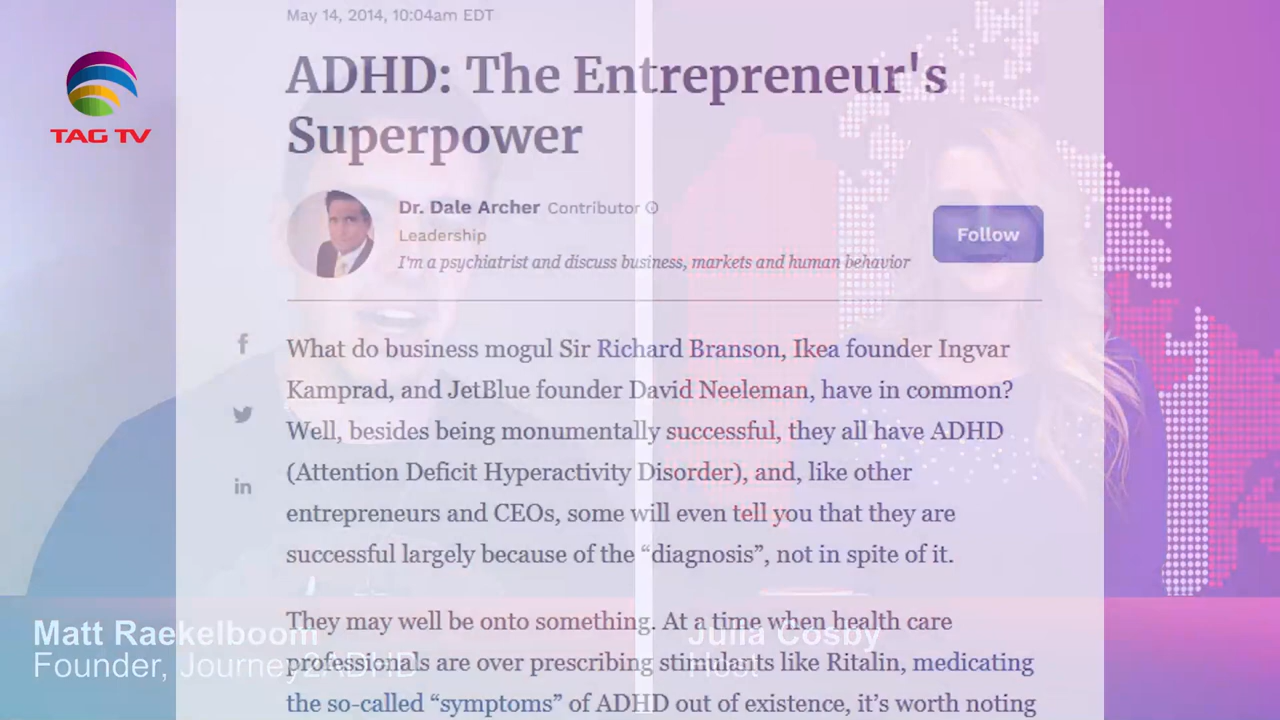 May 14, 2014, 10:04am EDT
TAG TV
ADHD: The Entrepreneur's
Superpower
Dr. Dale Archer Contributor
Leadership
I'm a psychiatrist and discuss business, markets and human behavior
Follow
What do business mogul Sir Richard Branson, Ikea founder Ingvar
Kamprad, and JetBlue founder David Neeleman, have in common?
Well, besides being monumentally successful, they all have ADHD
(Attention Deficit Hyperactivity Disorder), and, like other
entrepreneurs and CEOs, some will even tell you that they are
successful largely because of the “diagnosis”, not in spite of it.
They may well be onto something. At a time when health care
professionals are over prescribing stimulants like Ritalin, medicating
the so-called “symptoms” of ADHD out of existence, it’s worth noting
Matt Raekelboom
Founder, Journey2ADHD
Julia Cosby
Host